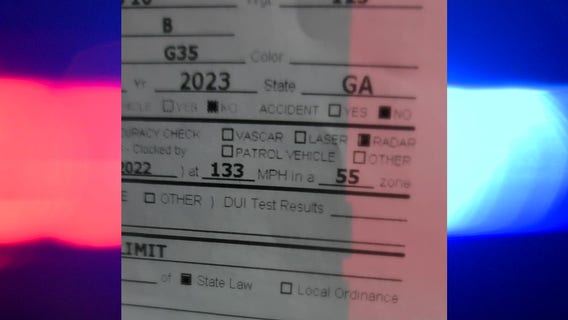 115
B
G35 Color
Yr 2023 State GA
YES NO ACCIDENT YES NO
CHECK VASCAR LASER RADAR
Clocked by PATROL VEHICLE OTHER
2022 ) at 133 MPH in a 55 zone
OTHER ) DUI Test Results
LIMIT
of State Law Local Ordinance